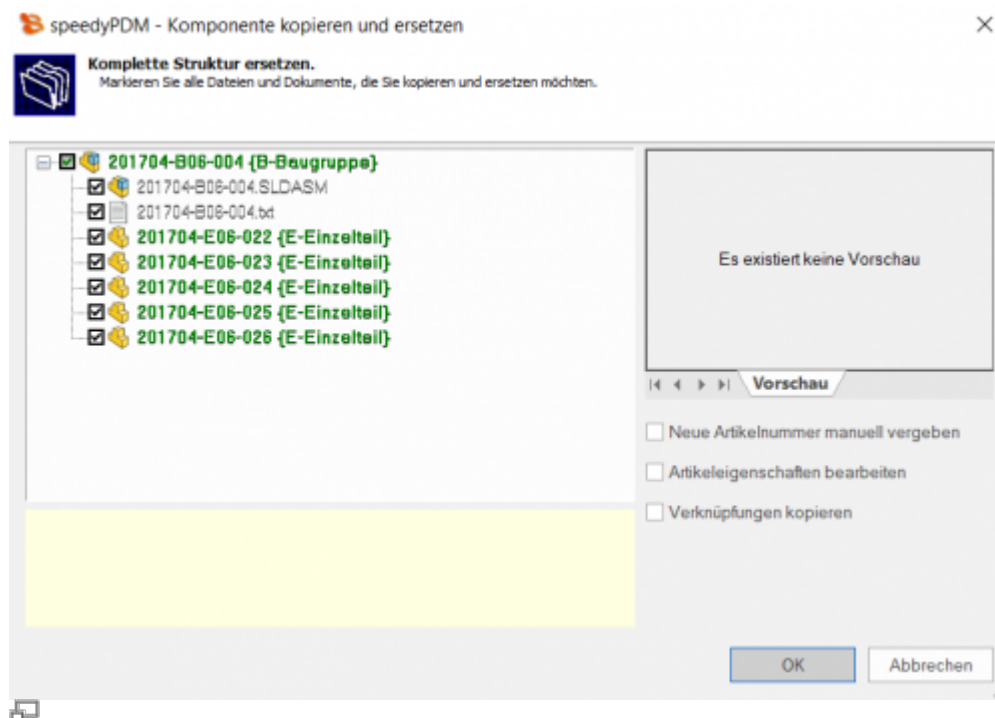 speedyPDM - Komponente kopieren und ersetzen
Komplette Struktur ersetzen.
Markieren Sie alle Dateien und Dokumente, die Sie kopieren und ersetzen möchten.
201704-B06-004 {B-Baugruppe}
201704-B06-004.SLDASM
201704-B06-004.txt
201704-E06-022 {E-Einzelteil}
201704-E06-023 {E-Einzelteil}
201704-E06-024 {E-Einzelteil}
201704-E06-025 {E-Einzelteil}
201704-E06-026 {E-Einzelteil}
Es existiert keine Vorschau
Vorschau
Neue Artikelnummer manuell vergeben
Artikeleigenschaften bearbeiten
Verknüpfungen kopieren
OK
Abbrechen